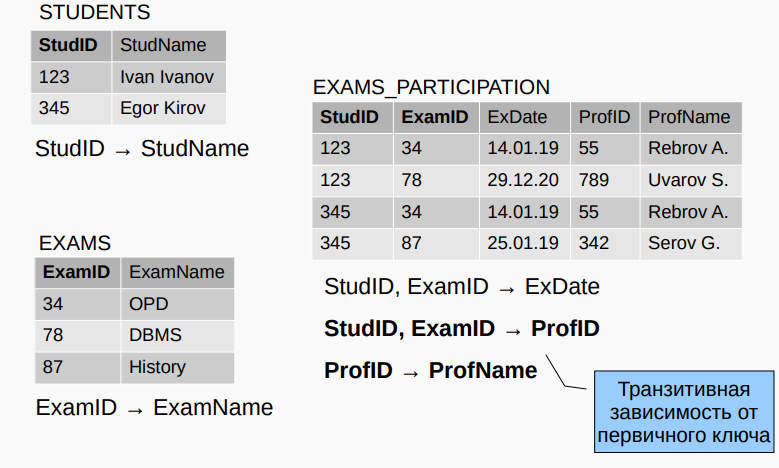 STUDENTS
StudID StudName
123 Ivan Ivanov
345 Egor Kirov
StudID → StudName
EXAMS
ExamID ExamName
34 OPD
78 DBMS
87 History
ExamID → ExamName
EXAMS_PARTICIPATION
StudID ExamID ExDate ProfID ProfName
123 34 14.01.19 55 Rebrov A.
123 78 29.12.20 789 Uvarov S.
345 34 14.01.19 55 Rebrov A.
345 87 25.01.19 342 Serov G.
StudID, ExamID → ExDate
StudID, ExamID → ProfID
ProfID → ProfName
Транзитивная
зависимость от
первичного ключа